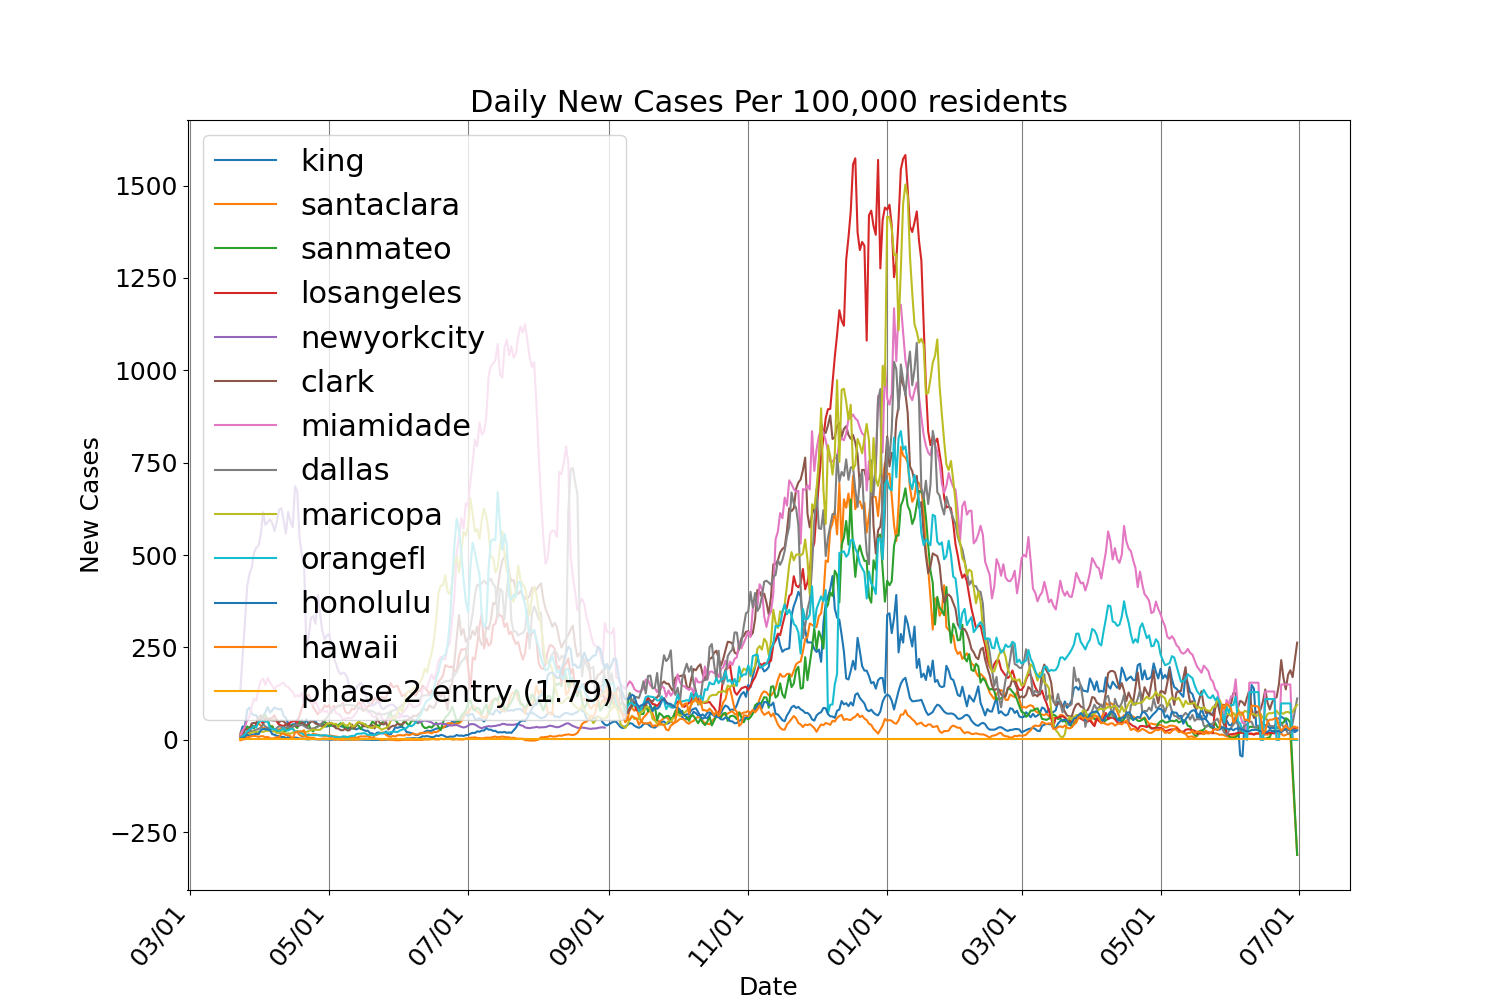 Daily New Cases Per 100,000 residents
king
santaclara
sanmateo
losangeles
newyorkcity
clark
miamidade
dallas
maricopa
orangefl
honolulu
hawaii
phase 2 entry (1.79)
New Cases
1500
1250
1000
750
500
250
0
−250
03/01
05/01
07/01
09/01
11/01
01/01
03/01
05/01
07/01
Date